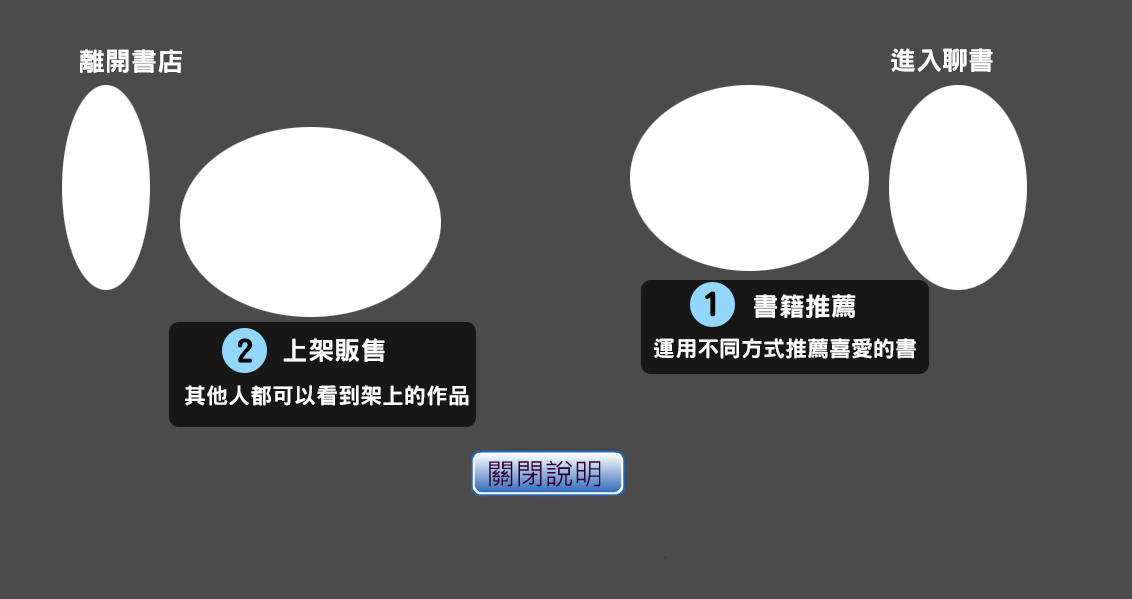 離開書店
進入聊書
1 書籍推薦
運用不同方式推薦喜愛的書
2 上架販售
其他人都可以看到架上的作品
關閉說明